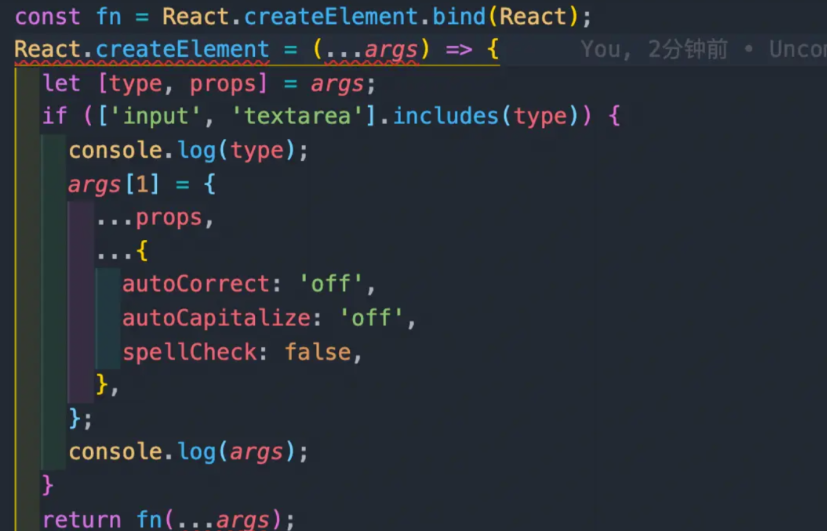 const fn = React.createElement.bind(React);
React.createElement = (...args) => { You, 2分钟前 • Uncom
let [type, props] = args;
if (['input', 'textarea'].includes(type)) {
console.log(type);
args[1] = {
...props,
...{
autoCorrect: 'off',
autoCapitalize: 'off',
spellCheck: false,
},
};
console.log(args);
}
return fn(...args);